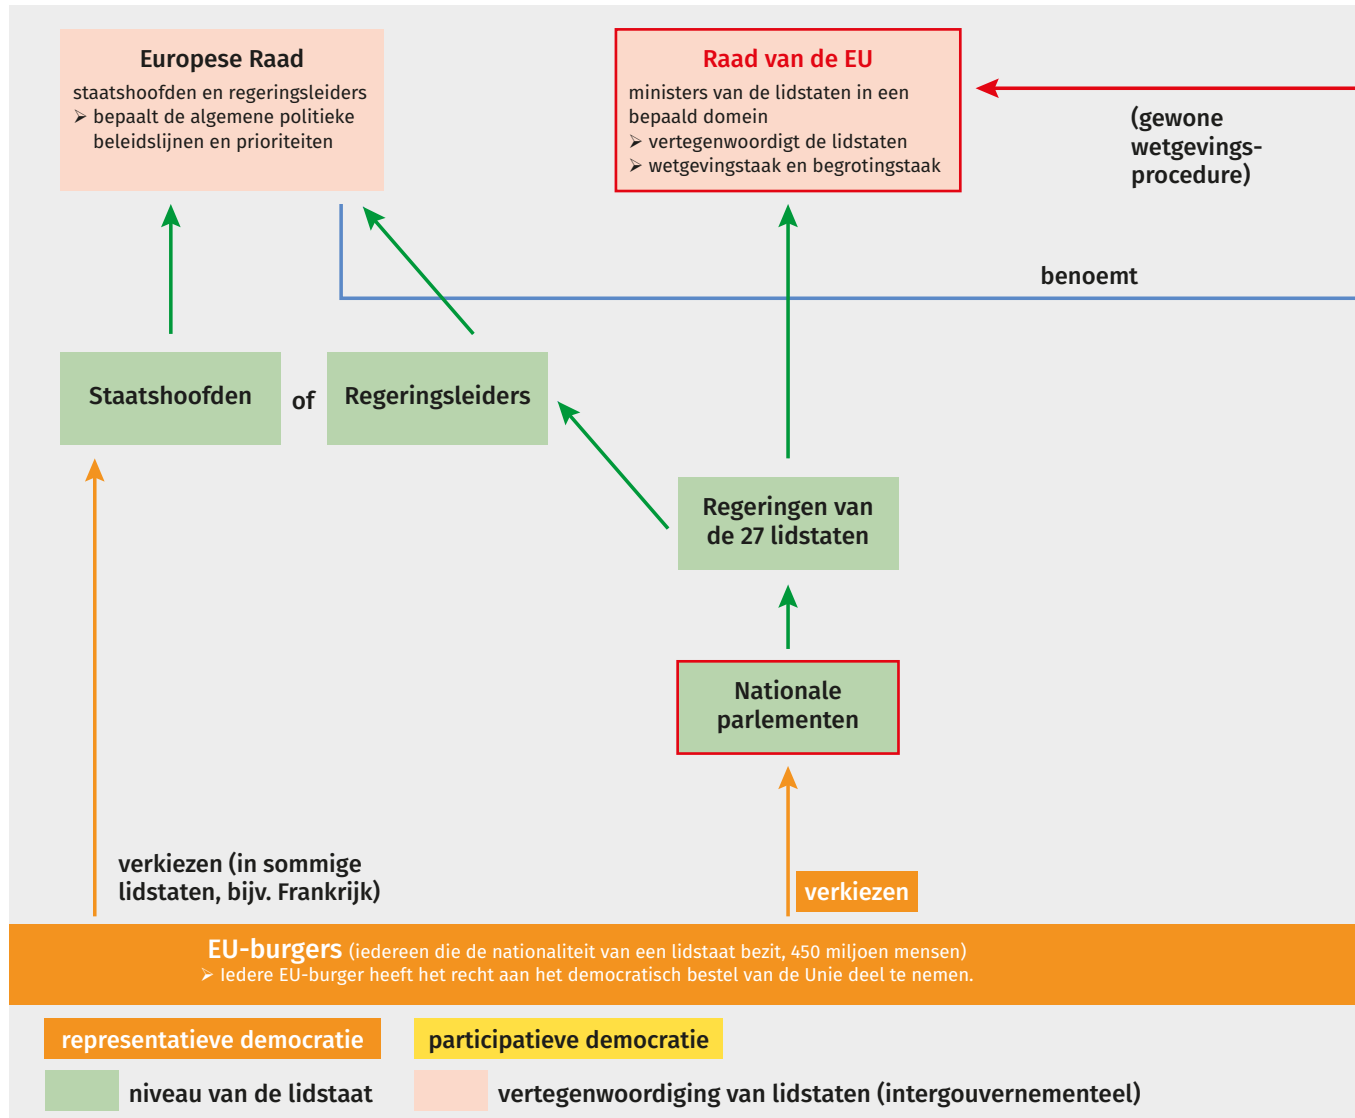 Europese Raad
staatshoofden en regeringsleiders
➢ bepaalt de algemene politieke
beleidslijnen en prioriteiten
Raad van de EU
ministers van de lidstaten in een
bepaald domein
➢ vertegenwoordigt de lidstaten
➢ wetgevingstaak en begrotingstaak
(gewone
wetgevings-
procedure)
benoemt
Staatshoofden
of
Regeringsleiders
Regeringen van
de 27 lidstaten
Nationale
parlementen
verkiezen (in sommige
lidstaten, bijv. Frankrijk)
verkiezen
EU-burgers (iedereen die de nationaliteit van een lidstaat bezit, 450 miljoen mensen)
➢ Iedere EU-burger heeft het recht aan het democratisch bestel van de Unie deel te nemen.
representatieve democratie
participatieve democratie
niveau van de lidstaat
vertegenwoordiging van lidstaten (intergouvernementeel)